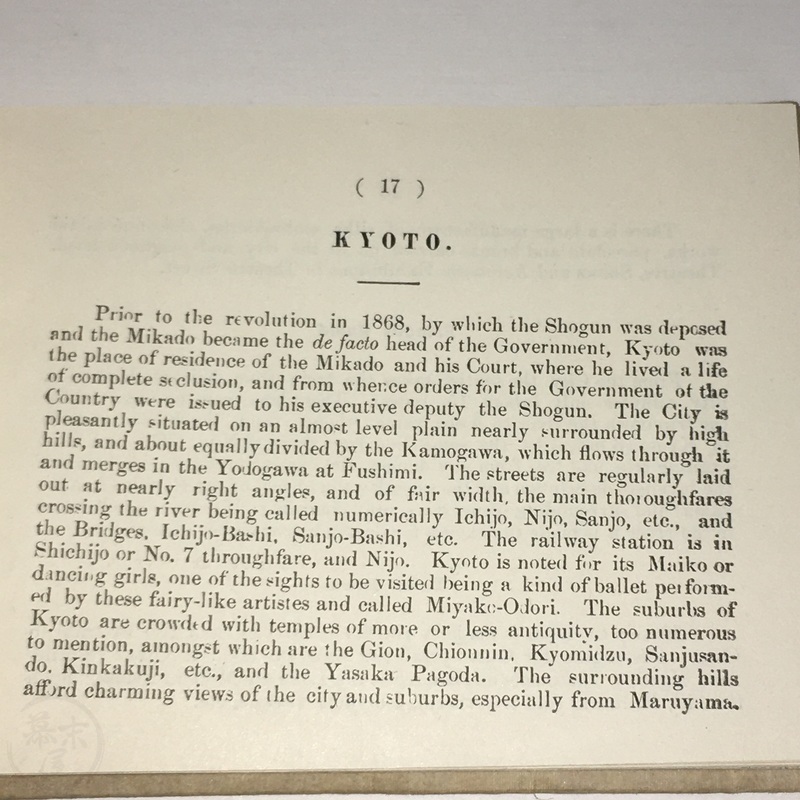 ( 17 )
KYOTO.
Prior to the revolution in 1868, by which the Shogun was deposed
and the Mikado became the de facto head of the Government, Kyoto was
the place of residence of the Mikado and his Court, where he lived a life
of complete seclusion, and from whence orders for the Government of the
Country were issued to his executive deputy the Shogun. The City is
pleasantly situated on an almost level plain nearly surrounded by high
hills, and about equally divided by the Kamogawa, which flows through it
and merges in the Yodogawa at Fushimi. The streets are regularly laid
out at nearly right angles, and of fair width, the main thoroughfares
crossing the river being called numerically Ichijo, Nijo, Sanjo, etc., and
the Bridges, Ichijo-Bashi, Sanjo-Bashi, etc. The railway station is in
Shichijo or No. 7 throughfare, and Nijo. Kyoto is noted for its Maiko or
dancing girls, one of the sights to be visited being a kind of ballet perform-
ed by these fairy-like artistes and called Miyako-Odori. The suburbs of
Kyoto are crowded with temples of more or less antiquity, too numerous
to mention, amongst which are the Gion, Chionnin, Kyomidzu, Sanjusan-
do, Kinkakuji, etc., and the Yasaka Pagoda. The surrounding hills
afford charming views of the city and suburbs, especially from Maruyama.